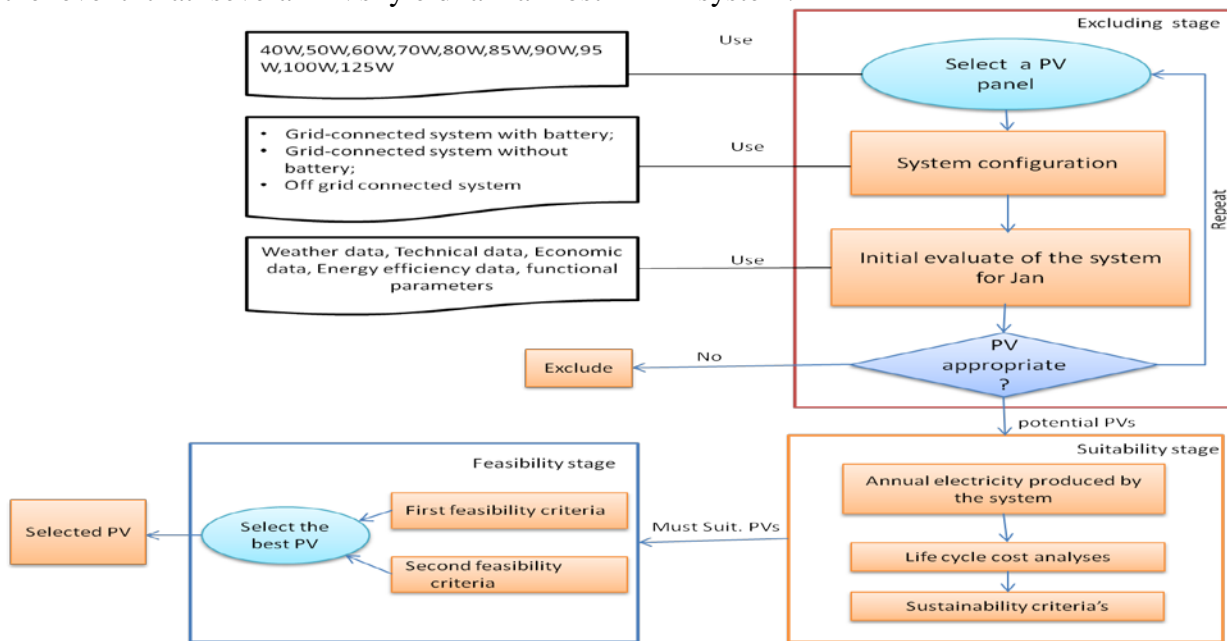 Excluding stage
40W,50W,60W,70W,80W,85W,90W,95
W,100W,125W
Use
Select a PV
panel
• Grid-connected system with battery;
• Grid-connected system without
battery;
• Off grid connected system
Use
System configuration
Repeat
Weather data, Technical data, Economic
data, Energy efficiency data, functional
parameters
Use
Initial evaluate of the system
for Jan
PV
appropriate
?
No
Exclude
potential PVs
Suitability stage
Annual electricity produced by
the system
Life cycle cost analyses
Sustainability criteria's
Must Suit. PVs
Feasibility stage
First feasibility criteria
Second feasibility
criteria
Select the
best PV
Selected PV